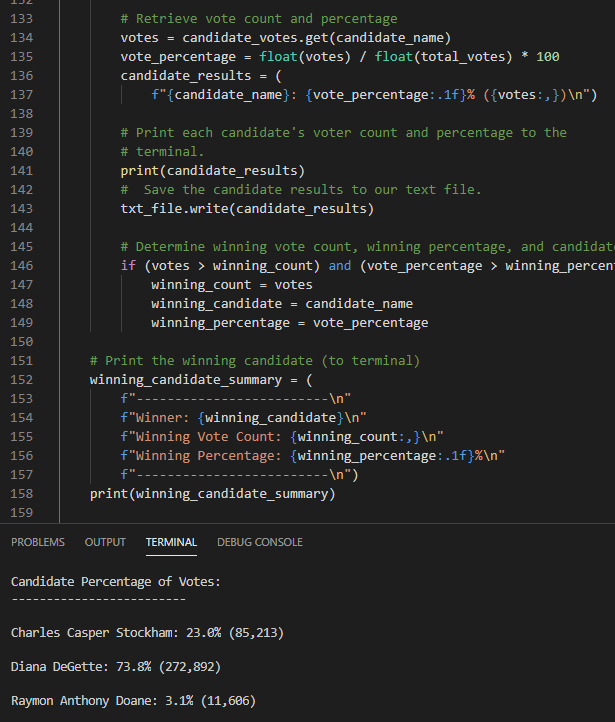 132
133 # Retrieve vote count and percentage
134 votes = candidate_votes.get(candidate_name)
135 vote_percentage = float(votes) / float(total_votes) * 100
136 candidate_results = (
137 f"{candidate_name}: {vote_percentage:.1f}% ({votes:,})\n")
138
139 # Print each candidate's voter count and percentage to the
140 # terminal.
141 print(candidate_results)
142 #  Save the candidate results to our text file.
143 txt_file.write(candidate_results)
144
145 # Determine winning vote count, winning percentage, and candidat
146 if (votes > winning_count) and (vote_percentage > winning_percen
147 winning_count = votes
148 winning_candidate = candidate_name
149 winning_percentage = vote_percentage
150
151 # Print the winning candidate (to terminal)
152 winning_candidate_summary = (
153 f"-------------------------\n"
154 f"Winner: {winning_candidate}\n"
155 f"Winning Vote Count: {winning_count:,}\n"
156 f"Winning Percentage: {winning_percentage:.1f}%\n"
157 f"-------------------------\n")
158 print(winning_candidate_summary)
159
PROBLEMS OUTPUT TERMINAL DEBUG CONSOLE
Candidate Percentage of Votes:
-------------------------
Charles Casper Stockham: 23.0% (85,213)
Diana DeGette: 73.8% (272,892)
Raymon Anthony Doane: 3.1% (11,606)